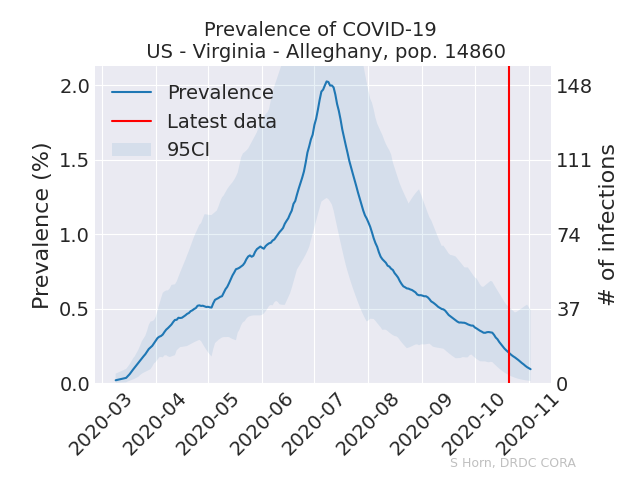 Prevalence of COVID-19
US - Virginia - Alleghany, pop. 14860
Prevalence
Latest data
95CI
Prevalence (%)
2.0
1.5
1.0
0.5
0.0
148
111
74
37
0
# of infections
2020-03
2020-04
2020-05
2020-06
2020-07
2020-08
2020-09
2020-10
2020-11
S Horn, DRDC CORA